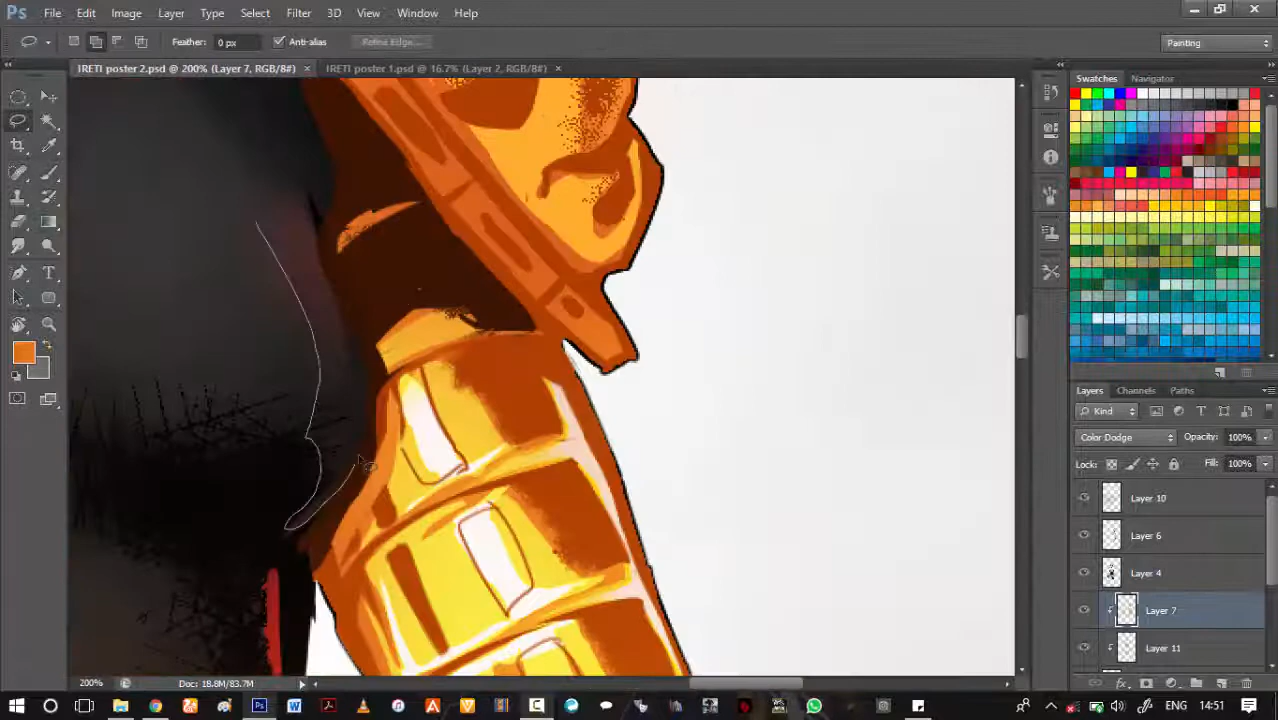 Ps File Edit Image Layer Type Select Filter 3D View Window Help
Feather: 0 px Anti-alias Refine Edge... Painting
IRETI poster 2.psd @ 200% (Layer 7, RGB/8#) × IRETI poster 1.psd @ 16.7% (Layer 2, RGB/8#) ×
Swatches Navigator
Layers Channels Paths
Kind
Color Dodge Opacity: 100%
Lock: Fill: 100%
Layer 10
Layer 6
Layer 4
Layer 7
Layer 11
200% Doc: 18.8M/83.7M
ENG 14:51